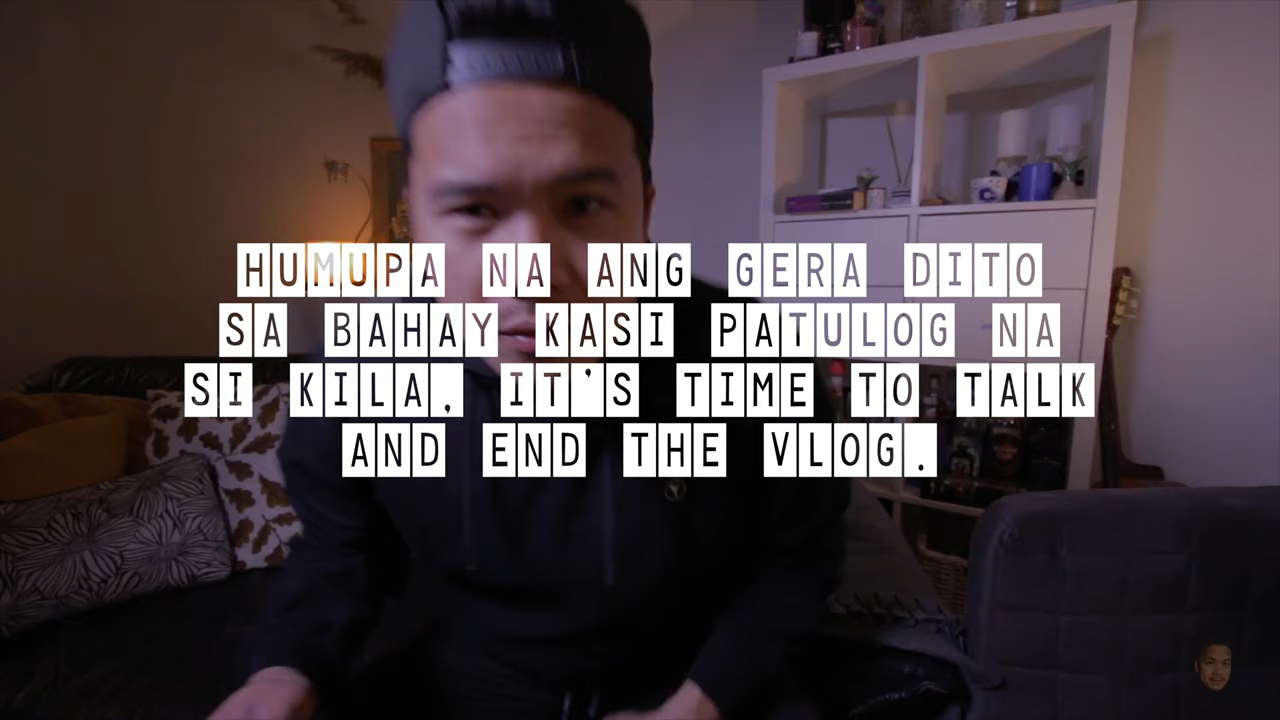 HUMUPA NA ANG GERA DITO
SA BAHAY KASI PATULOG NA
SI KILA, IT'S TIME TO TALK
AND END THE VLOG.